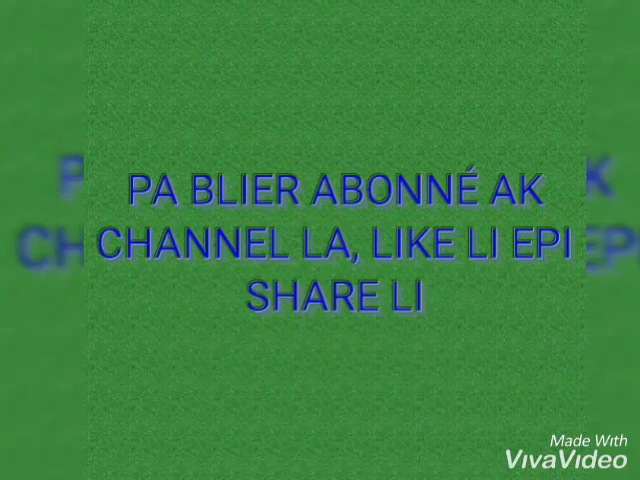 PA BLIER ABONNÉ AK
CHANNEL LA, LIKE LI EPI
SHARE LI
Made With
VivaVideo